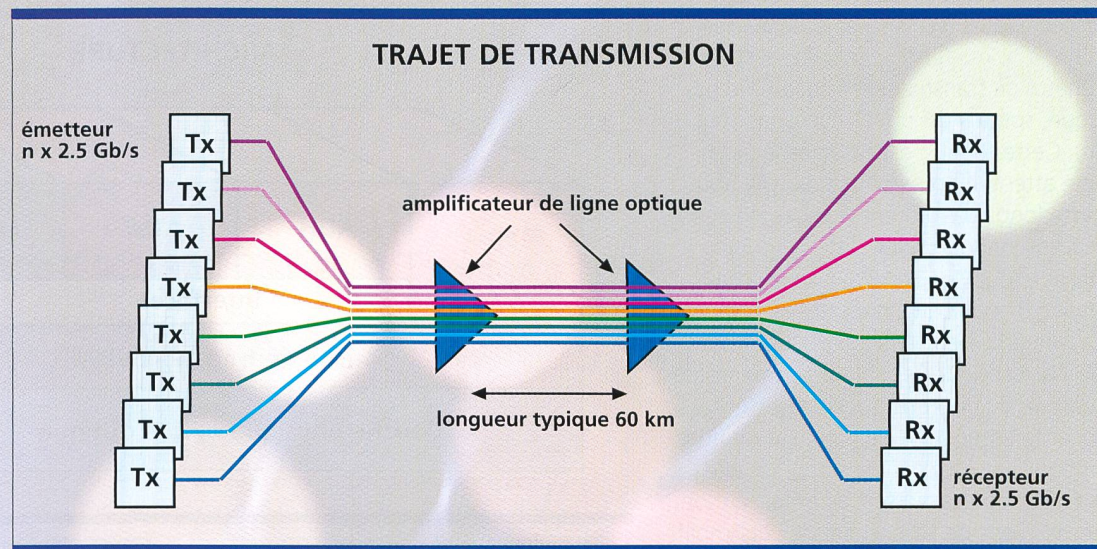 TRAJET DE TRANSMISSION
émetteur
n x 2.5 Gb/s
Tx
Tx
Tx
Tx
Tx
Tx
Tx
Tx
amplificateur de ligne optique
longueur typique 60 km
Rx
Rx
Rx
Rx
Rx
Rx
Rx
Rx
récepteur
n x 2.5 Gb/s